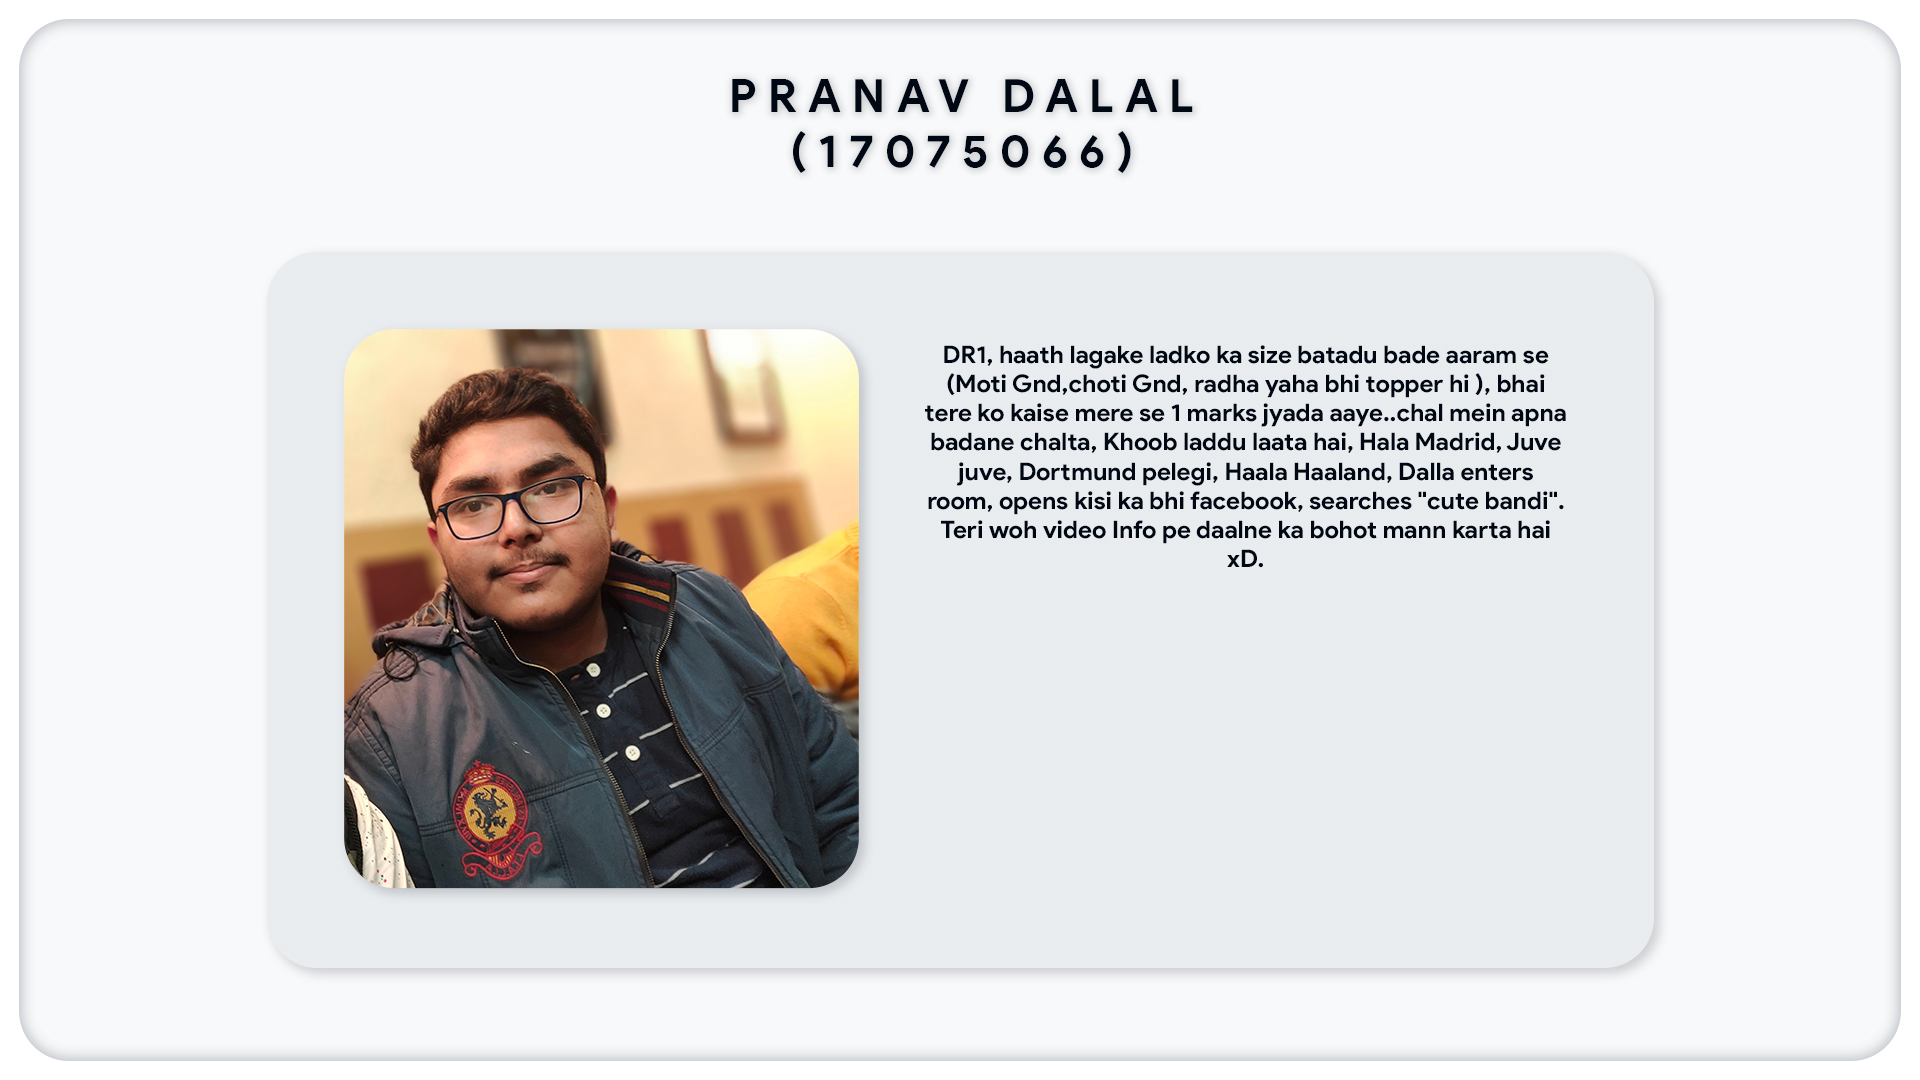 PRANAV DALAL
(17075066)
DR1, haath lagake ladko ka size batadu bade aaram se
(Moti Gnd,choti Gnd, radha yaha bhi topper hi ), bhai
tere ko kaise mere se 1 marks jyada aaye..chal mein apna
badane chalta, Khoob laddu laata hai, Hala Madrid, Juve
juve, Dortmund pelegi, Haala Haaland, Dalla enters
room, opens kisi ka bhi facebook, searches "cute bandi".
Teri woh video Info pe daalne ka bohot mann karta hai
xD.